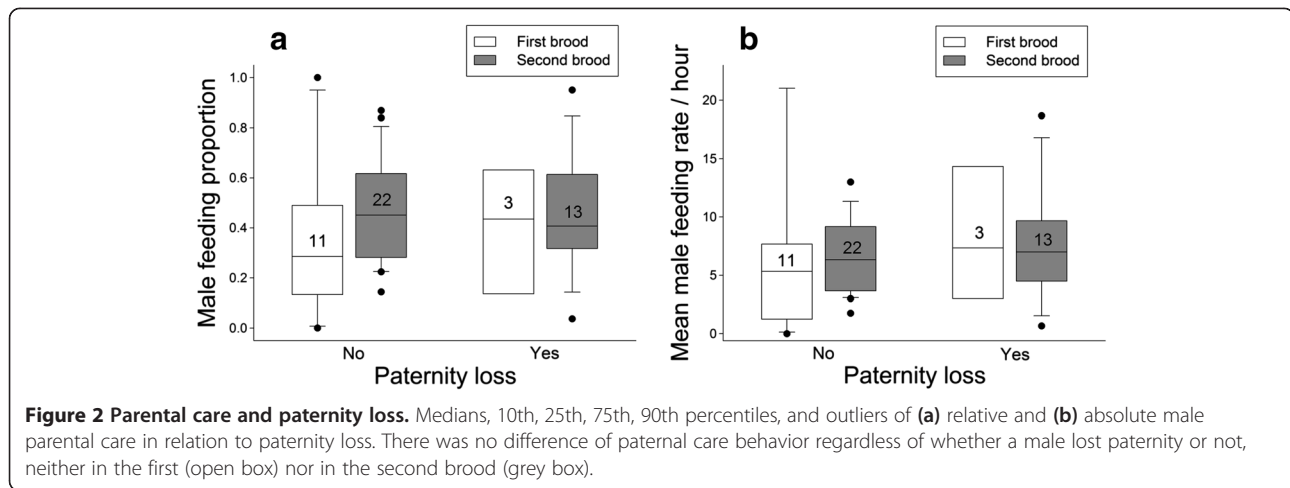 a
First brood
Second brood
Male feeding proportion
1.0
0.8
0.6
0.4
0.2
0.0
11
22
3
13
No
Yes
Paternity loss
b
First brood
Second brood
Mean male feeding rate / hour
20
15
10
5
0
11
22
3
13
No
Yes
Paternity loss
Figure 2 Parental care and paternity loss. Medians, 10th, 25th, 75th, 90th percentiles, and outliers of (a) relative and (b) absolute male
parental care in relation to paternity loss. There was no difference of paternal care behavior regardless of whether a male lost paternity or not,
neither in the first (open box) nor in the second brood (grey box).